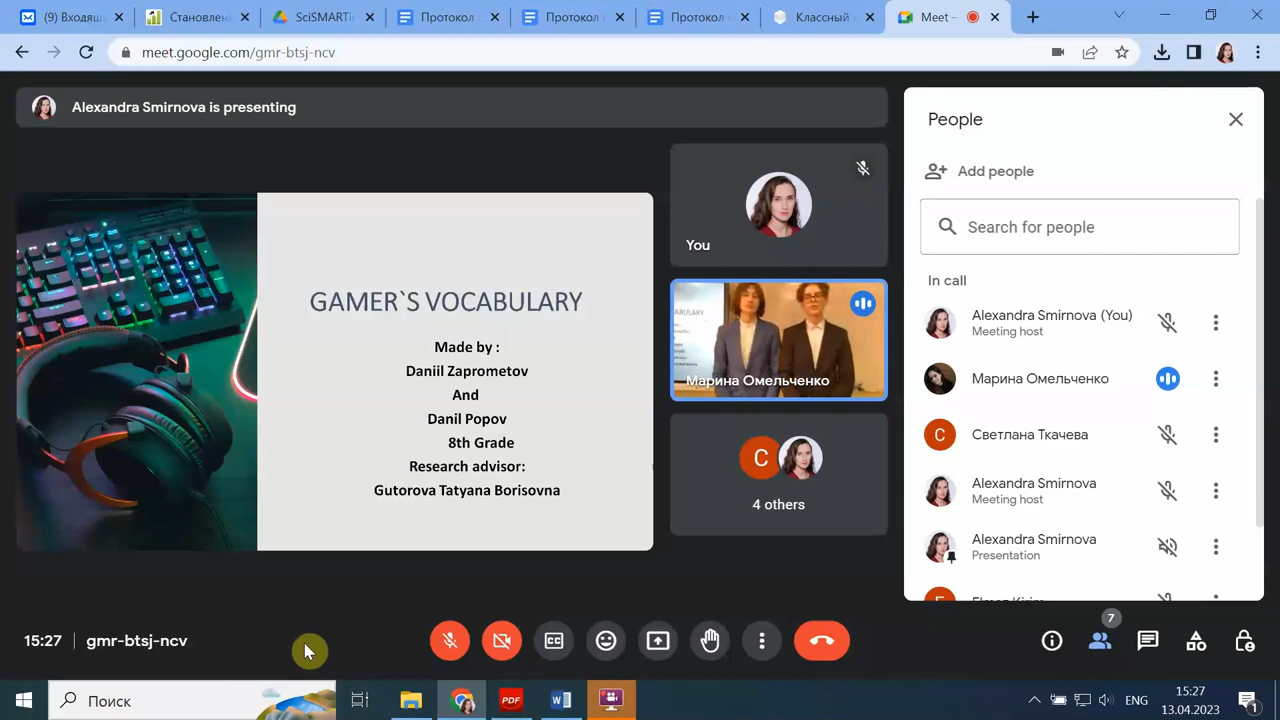 (9) Входящ
Становлен
SciSMARTi
Протокол
Протокол
Протокол
Классный
Meet –
meet.google.com/gmr-btsj-ncv
Alexandra Smirnova is presenting
GAMER`S VOCABULARY
Made by :
Daniil Zaprometov
And
Danil Popov
8th Grade
Research advisor:
Gutorova Tatyana Borisovna
You
Марина Омельченко
C
4 others
People
Add people
Search for people
In call
Alexandra Smirnova (You)
Meeting host
Марина Омельченко
C
Светлана Ткачева
Alexandra Smirnova
Meeting host
Alexandra Smirnova
Presentation
7
15:27
gmr-btsj-ncv
Поиск
PDF
ENG
15:27
13.04.2023
1